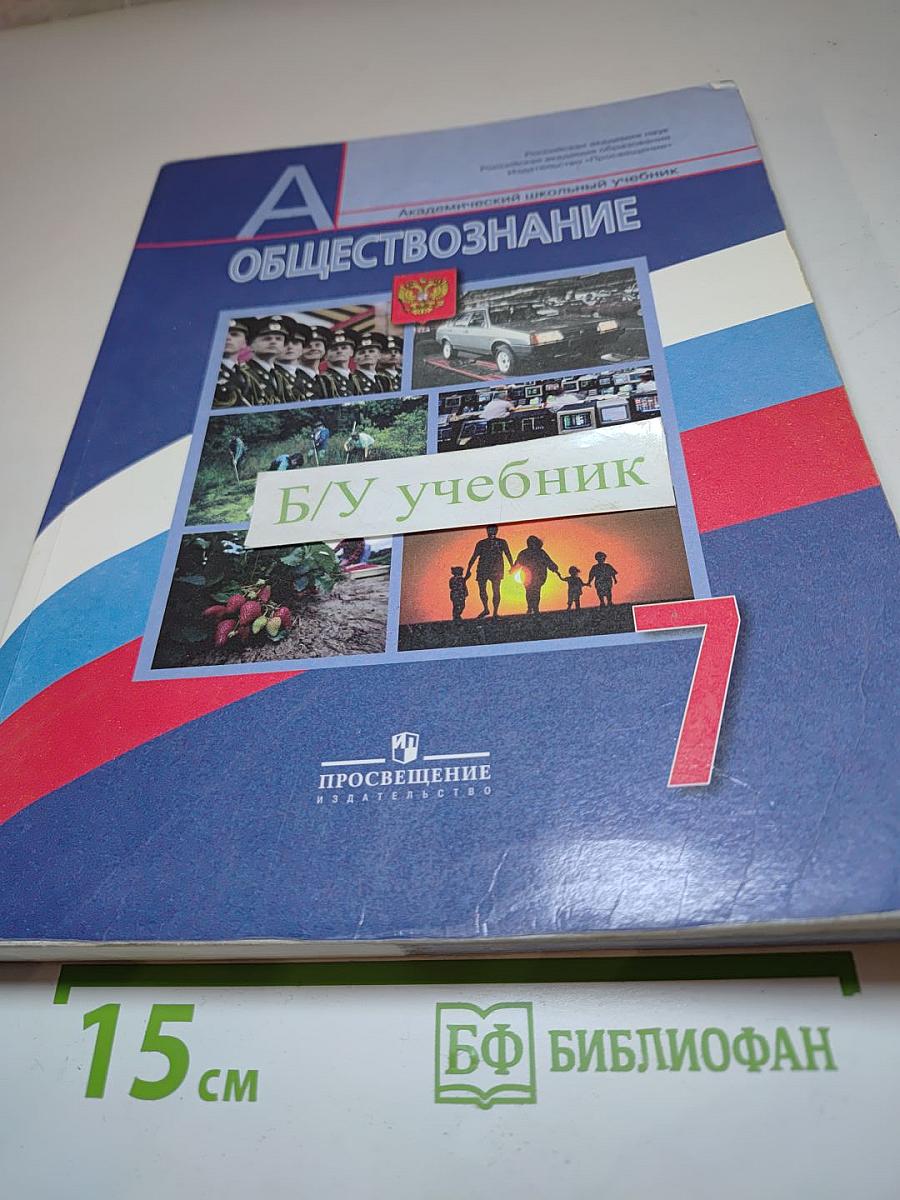 Российская академия наук
Российская академия образования
Издательство «Просвещение»
Академический школьный учебник
А
ОБЩЕСТВОЗНАНИЕ
Б/У учебник
7
ИП
ПРОСВЕЩЕНИЕ
ИЗДАТЕЛЬСТВО
15 см
БФ БИБЛИОФАН